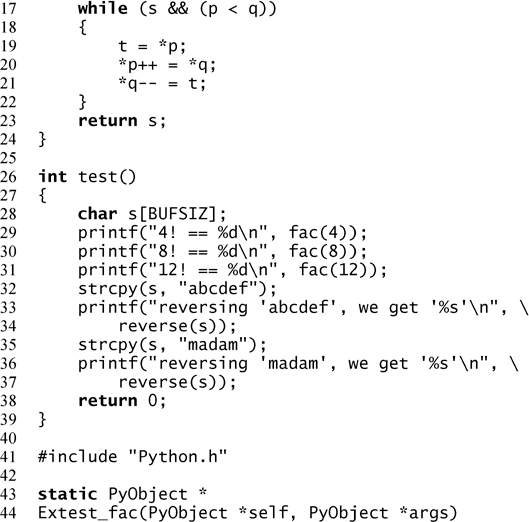 17 while (s && (p < q))
18 {
19 t = *p;
20 *p++ = *q;
21 *q-- = t;
22 }
23 return s;
24 }
25
26 int test()
27 {
28 char s[BUFSIZ];
29 printf("4! == %d\n", fac(4));
30 printf("8! == %d\n", fac(8));
31 printf("12! == %d\n", fac(12));
32 strcpy(s, "abcdef");
33 printf("reversing 'abcdef', we get '%s'\n", \
34 reverse(s));
35 strcpy(s, "madam");
36 printf("reversing 'madam', we get '%s'\n", \
37 reverse(s));
38 return 0;
39 }
40
41 #include "Python.h"
42
43 static PyObject *
44 Extest_fac(PyObject *self, PyObject *args)